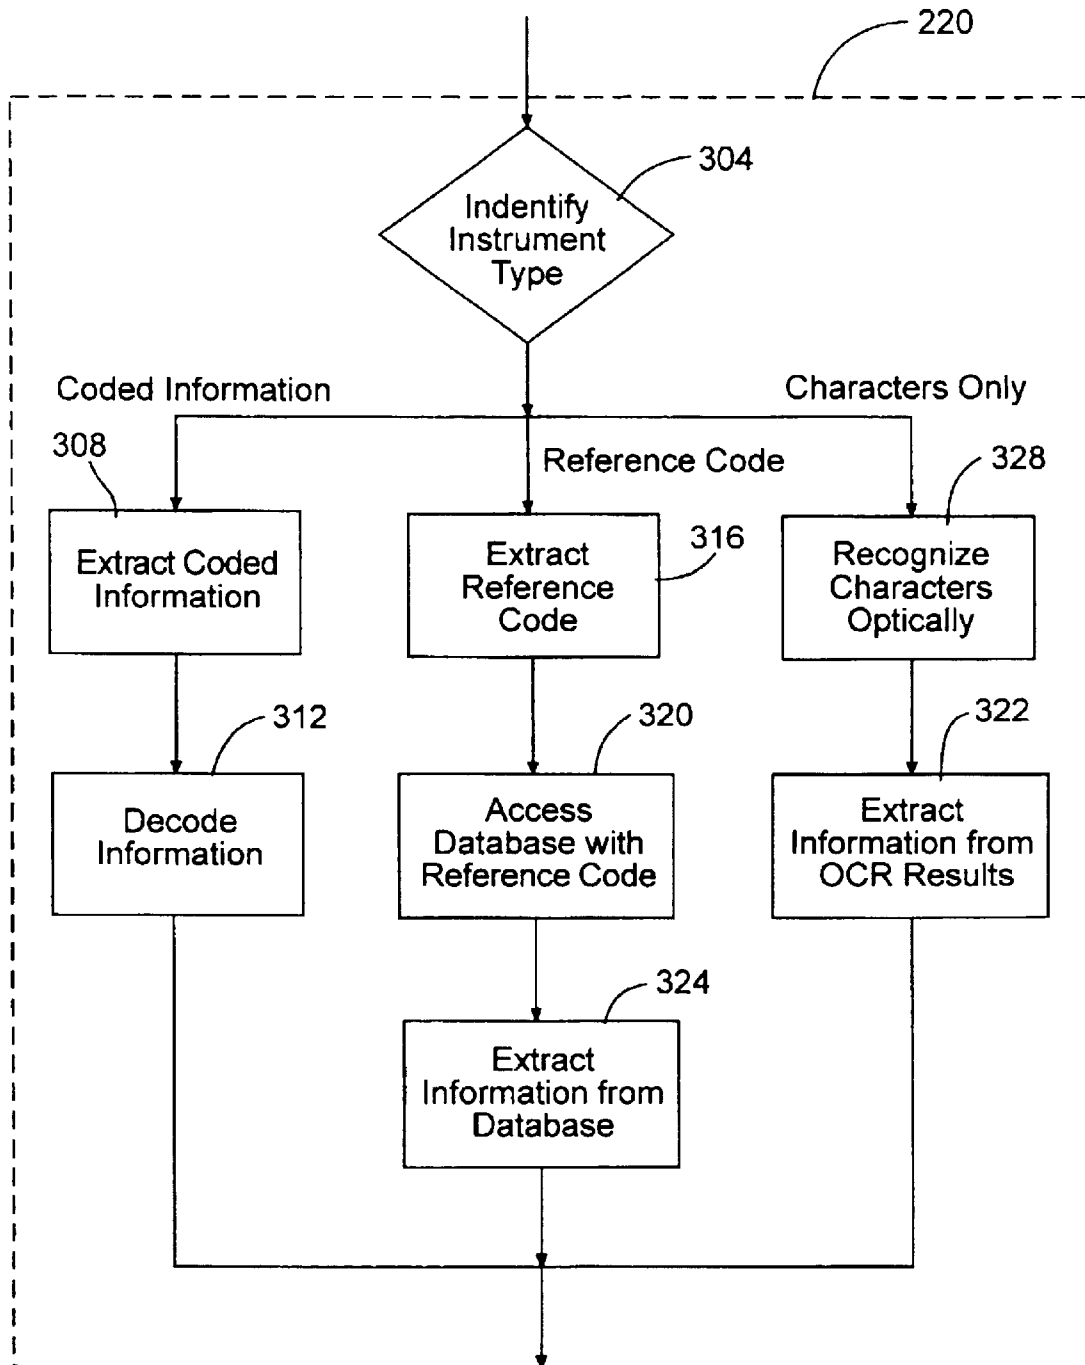 220
304
Indentify
Instrument
Type
Coded Information
Characters Only
308
Reference Code
328
Extract Coded
Information
Extract
Reference
Code
316
Recognize
Characters
Optically
312
320
322
Decode
Information
Access
Database with
Reference Code
Extract
Information from
OCR Results
324
Extract
Information from
Database